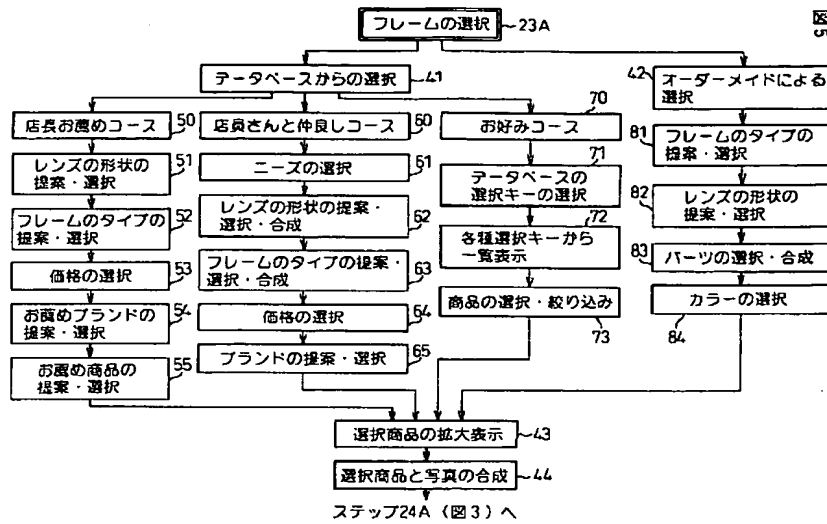 図5
フレームの選択
23A
データベースからの選択
41
42
オーダーメイドによる
選択
店長お薦めコース
50
レンズの形状の
提案・選択
51
フレームのタイプの
提案・選択
52
価格の選択
53
お薦めブランドの
提案・選択
54
お薦め商品の
提案・選択
55
店員さんと仲良しコース
60
ニーズの選択
61
レンズの形状の提案・
選択・合成
62
フレームのタイプの提案・
選択・合成
63
価格の選択
64
ブランドの提案・選択
65
70
お好みコース
71
データベースの
選択キーの選択
72
各種選択キーから
一覧表示
商品の選択・絞り込み
73
81
フレームのタイプの
提案・選択
82
レンズの形状の
提案・選択
83
パーツの選択・合成
カラーの選択
84
選択商品の拡大表示
43
選択商品と写真の合成
44
ステップ24A（図3）へ